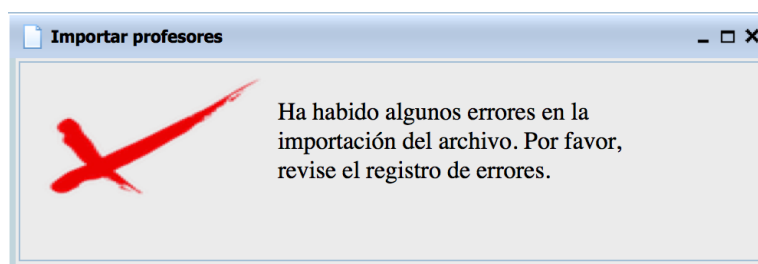 Importar profesores
Ha habido algunos errores en la
importación del archivo. Por favor,
revise el registro de errores.